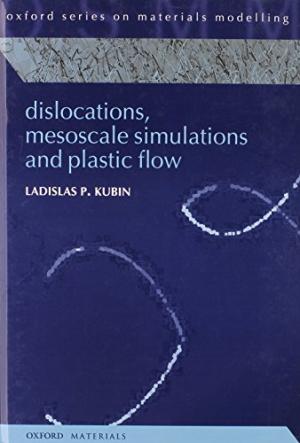 oxford series on materials modelling
dislocations,
mesoscale simulations
and plastic flow
LADISLAS P. KUBIN
OXFORD MATERIALS